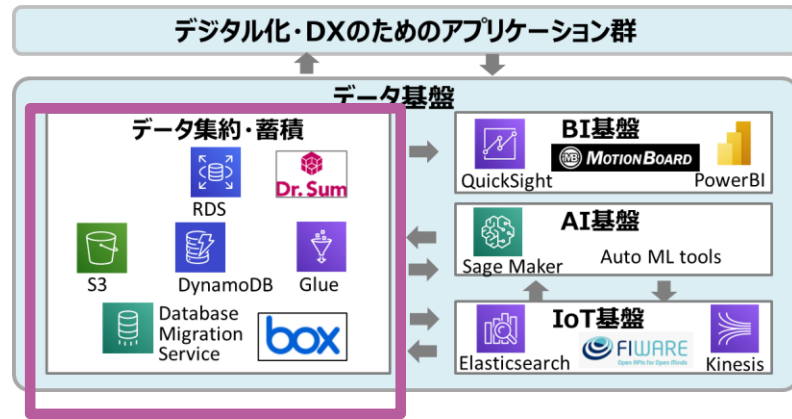 デジタル化・DXのためのアプリケーション群
データ基盤
データ集約・蓄積
RDS
Dr.Sum
S3
DynamoDB
Glue
Database
Migration
Service
box
BI基盤
QuickSight
MB
MOTIONBOARD
PowerBI
AI基盤
Sage Maker
Auto ML tools
IoT基盤
Elasticsearch
FIWARE
Open APIs for Open Minds
Kinesis